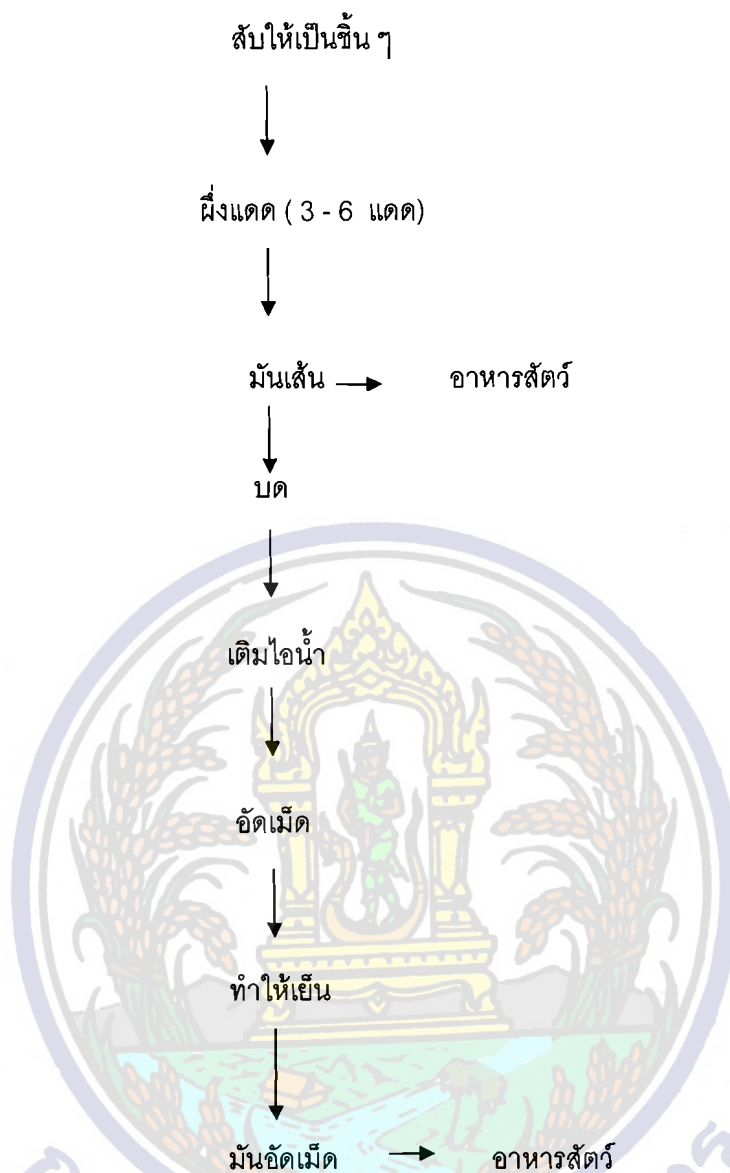 สับให้เป็นชิ้น ๆ
ผึ่งแดด ( 3 - 6 แดด)
มันเส้น อาหารสัตว์
บด
เติมไอน้ำ
อัดเม็ด
ทำให้เย็น
มันอัดเม็ด อาหารสัตว์